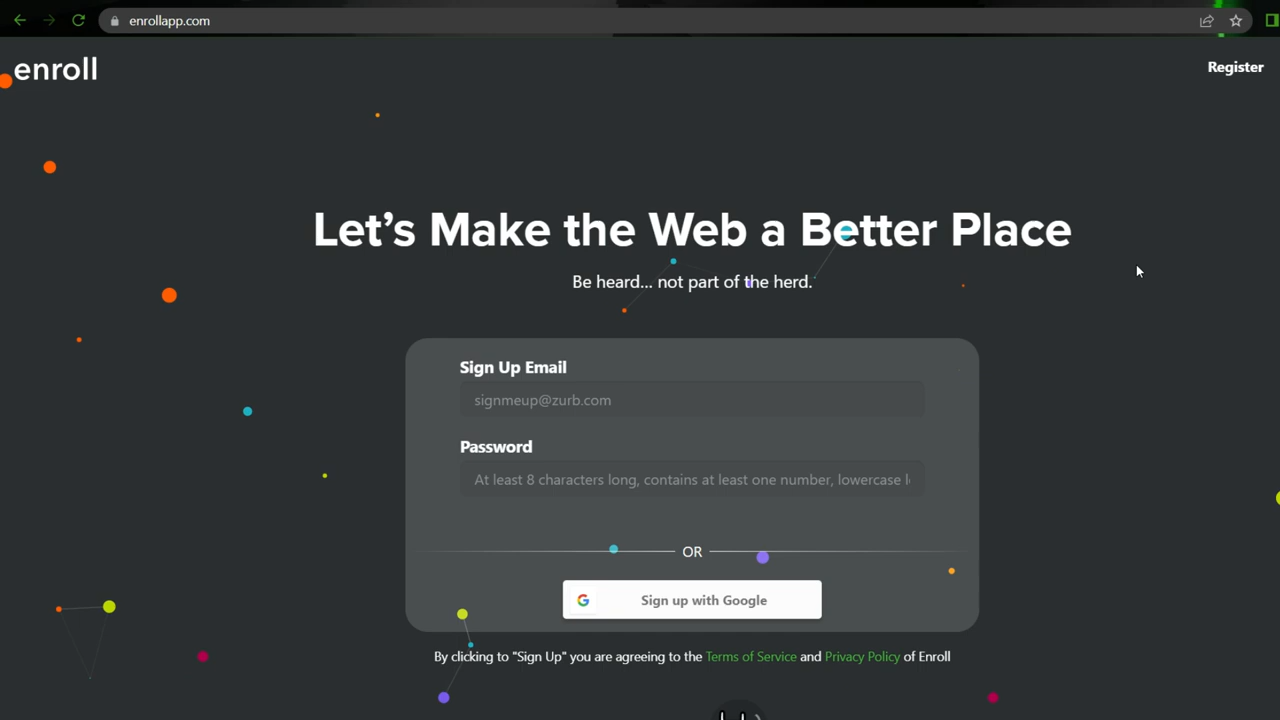 enrollapp.com
enroll
Register
Let's Make the Web a Better Place
Be heard... not part of the herd.
Sign Up Email
signmeup@zurb.com
Password
At least 8 characters long, contains at least one number, lowercase l
OR
Sign up with Google
By clicking to "Sign Up" you are agreeing to the Terms of Service and Privacy Policy of Enroll